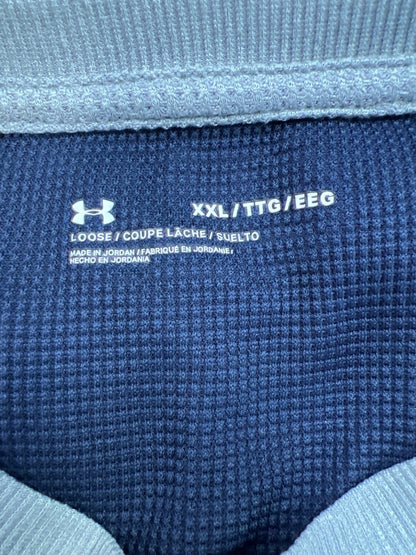 XXL/TTG/EEG
LOOSE / COUPE LÂCHE / SUELTO
MADE IN JORDAN / FABRIQUÉ EN JORDANIE /
HECHO EN JORDANIA